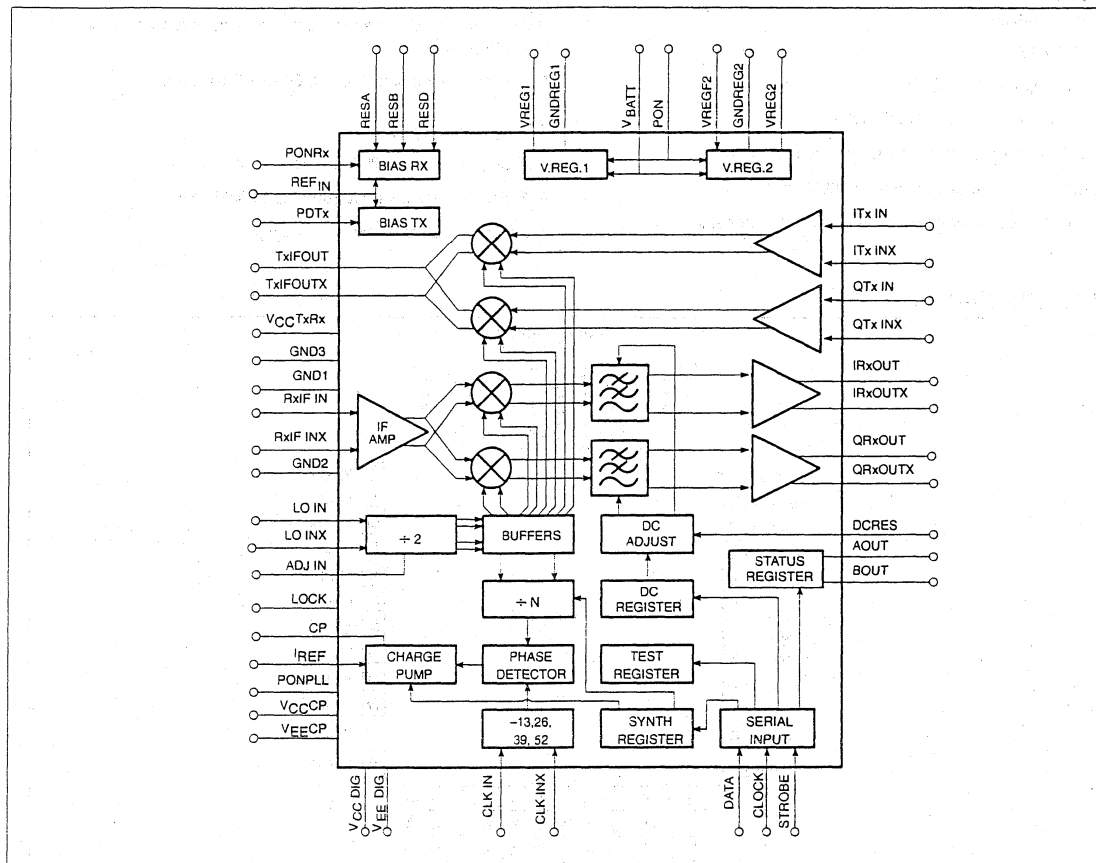 RESA
RESB
RESD
VREG1
GNDREG1
VBATT
PON
VREGF2
GNDREG2
VREG2
PONRx
REFIN
PDTx
BIAS RX
BIAS TX
V.REG.1
V.REG.2
TxIFOUT
TxIFOUTX
VCCTxRx
GND3
GND1
RxIF IN
RxIF INX
GND2
IF
AMP
ITx IN
ITx INX
QTx IN
QTx INX
IRxOUT
IRxOUTX
QRxOUT
QRxOUTX
LO IN
LO INX
ADJ IN
LOCK
CP
IREF
PONPLL
VCCCP
VEECP
÷ 2
BUFFERS
DC
ADJUST
DCRES
AOUT
BOUT
STATUS
REGISTER
÷ N
DC
REGISTER
CHARGE
PUMP
PHASE
DETECTOR
TEST
REGISTER
–13,26,
39, 52
SYNTH
REGISTER
SERIAL
INPUT
VCC DIG
VEE DIG
CLK IN
CLK INX
DATA
CLOCK
STROBE